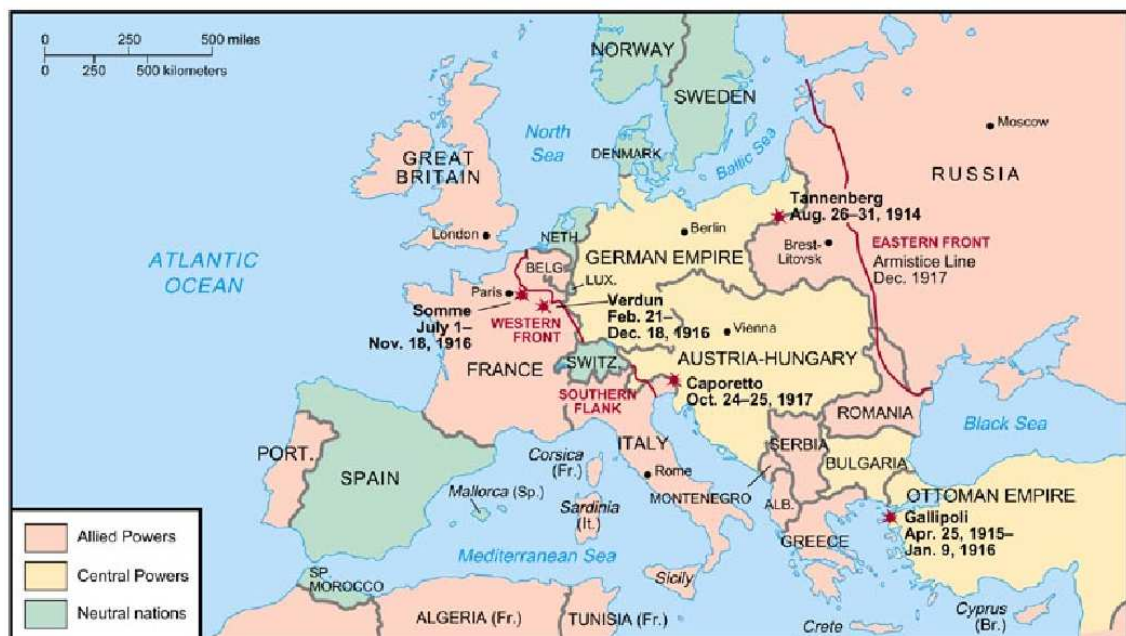 0 250 500 miles
0 250 500 kilometers
NORWAY
SWEDEN
North
Sea
Baltic Sea
DENMARK
Moscow
RUSSIA
GREAT
BRITAIN
London
NETH.
Berlin
GERMAN EMPIRE
Tannenberg
Aug. 26–31, 1914
Brest-
Litovsk
EASTERN FRONT
Armistice Line
Dec. 1917
ATLANTIC
OCEAN
BELG.
LUX.
Paris
Somme
July 1–
Nov. 18, 1916
WESTERN
FRONT
Verdun
Feb. 21–
Dec. 18, 1916
Vienna
AUSTRIA-HUNGARY
FRANCE
SWITZ.
SOUTHERN
FLANK
Caporetto
Oct. 24–25, 1917
ROMANIA
Black Sea
PORT.
SPAIN
Corsica
(Fr.)
ITALY
Rome
SERBIA
BULGARIA
MONTENEGRO
Mallorca (Sp.)
Sardinia
(It.)
ALB.
OTTOMAN EMPIRE
Gallipoli
Apr. 25, 1915–
Jan. 9, 1916
GREECE
Mediterranean Sea
Sicily
SP.
MOROCCO
ALGERIA (Fr.)
TUNISIA (Fr.)
Crete
Cyprus
(Br.)
Allied Powers
Central Powers
Neutral nations